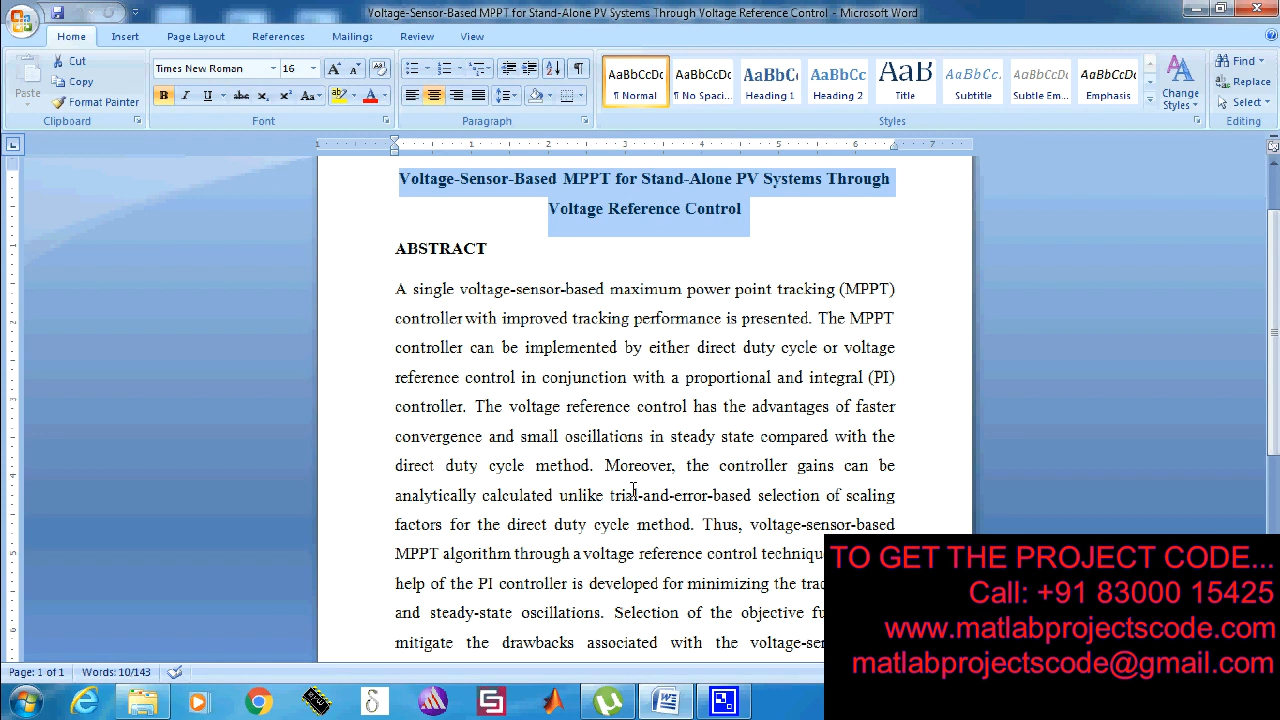 Voltage-Sensor-Based MPPT for Stand-Alone PV Systems Through Voltage Reference Control - Microsoft Word
Home Insert Page Layout References Mailings Review View
Paste
Cut
Copy
Format Painter
Clipboard
Times New Roman 16
Font
Paragraph
AaBbCcDc AaBbCcDc AaBbC AaBbCc AaB AaBbCc. AaBbCcDc AaBbCcDc
¶ Normal ¶ No Spaci... Heading 1 Heading 2 Title Subtitle Subtle Em... Emphasis
Change Styles
Styles
Find
Replace
Select
Editing
Voltage-Sensor-Based MPPT for Stand-Alone PV Systems Through
Voltage Reference Control
ABSTRACT
A single voltage-sensor-based maximum power point tracking (MPPT)
controller with improved tracking performance is presented. The MPPT
controller can be implemented by either direct duty cycle or voltage
reference control in conjunction with a proportional and integral (PI)
controller. The voltage reference control has the advantages of faster
convergence and small oscillations in steady state compared with the
direct duty cycle method. Moreover, the controller gains can be
analytically calculated unlike trial-and-error-based selection of scaling
factors for the direct duty cycle method. Thus, voltage-sensor-based
MPPT algorithm through a voltage reference control techniqu
help of the PI controller is developed for minimizing the tra
and steady-state oscillations. Selection of the objective fu
mitigate the drawbacks associated with the voltage-sen
TO GET THE PROJECT CODE...
Call: +91 83000 15425
www.matlabprojectscode.com
matlabprojectscode@gmail.com
Page: 1 of 1 Words: 10/143